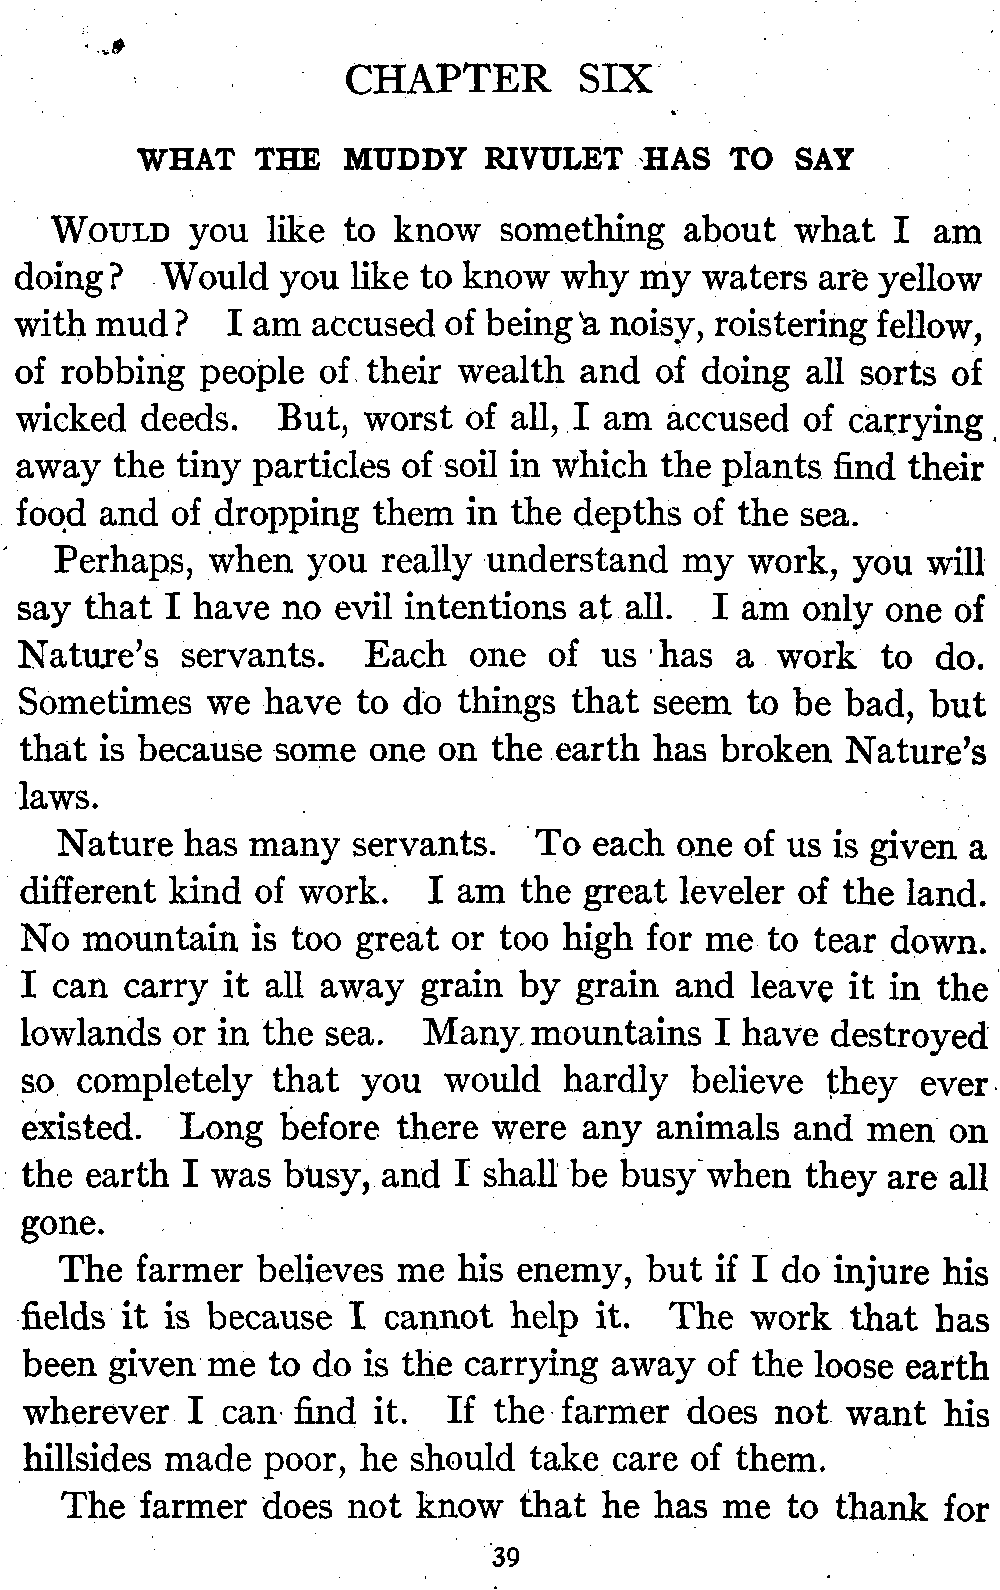 CHAPTER SIX
WHAT THE MUDDY RIVULET HAS TO SAY
WOULD you like to know something about what I am
doing? Would you like to know why my waters are yellow
with mud? I am accused of being a noisy, roistering fellow,
of robbing people of their wealth and of doing all sorts of
wicked deeds. But, worst of all, I am accused of carrying
away the tiny particles of soil in which the plants find their
food and of dropping them in the depths of the sea.
Perhaps, when you really understand my work, you will
say that I have no evil intentions at all. I am only one of
Nature's servants. Each one of us has a work to do.
Sometimes we have to do things that seem to be bad, but
that is because some one on the earth has broken Nature's
laws.
Nature has many servants. To each one of us is given a
different kind of work. I am the great leveler of the land.
No mountain is too great or too high for me to tear down.
I can carry it all away grain by grain and leave it in the
lowlands or in the sea. Many mountains I have destroyed
so completely that you would hardly believe they ever
existed. Long before there were any animals and men on
the earth I was busy, and I shall be busy when they are all
gone.
The farmer believes me his enemy, but if I do injure his
fields it is because I cannot help it. The work that has
been given me to do is the carrying away of the loose earth
wherever I can find it. If the farmer does not want his
hillsides made poor, he should take care of them.
The farmer does not know that he has me to thank for
39